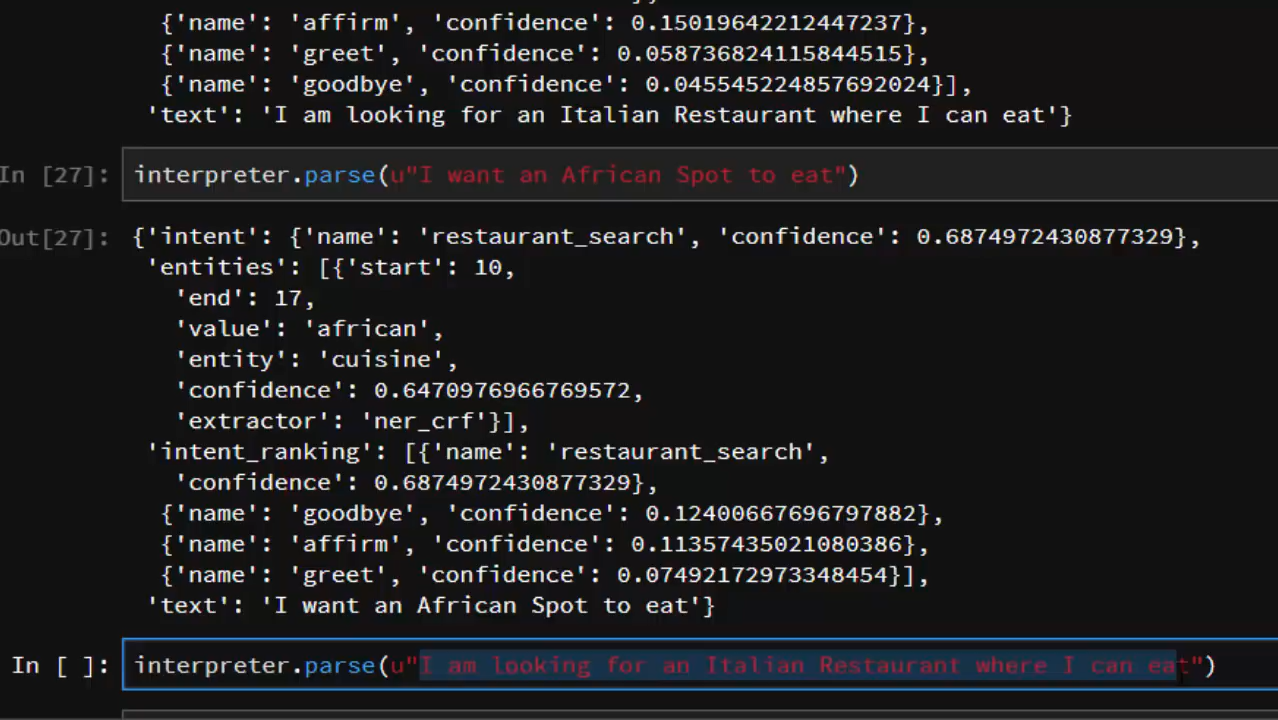 {'name': 'affirm', 'confidence': 0.15019642212447237},
{'name': 'greet', 'confidence': 0.058736824115844515},
{'name': 'goodbye', 'confidence': 0.045545224857692024}],
'text': 'I am looking for an Italian Restaurant where I can eat'}
In [27]: interpreter.parse(u"I want an African Spot to eat")
Out[27]: {'intent': {'name': 'restaurant_search', 'confidence': 0.6874972430877329},
'entities': [{'start': 10,
'end': 17,
'value': 'african',
'entity': 'cuisine',
'confidence': 0.6470976966769572,
'extractor': 'ner_crf'}],
'intent_ranking': [{'name': 'restaurant_search',
'confidence': 0.6874972430877329},
{'name': 'goodbye', 'confidence': 0.12400667696797882},
{'name': 'affirm', 'confidence': 0.11357435021080386},
{'name': 'greet', 'confidence': 0.07492172973348454}],
'text': 'I want an African Spot to eat'}
In [ ]: interpreter.parse(u"I am looking for an Italian Restaurant where I can eat")